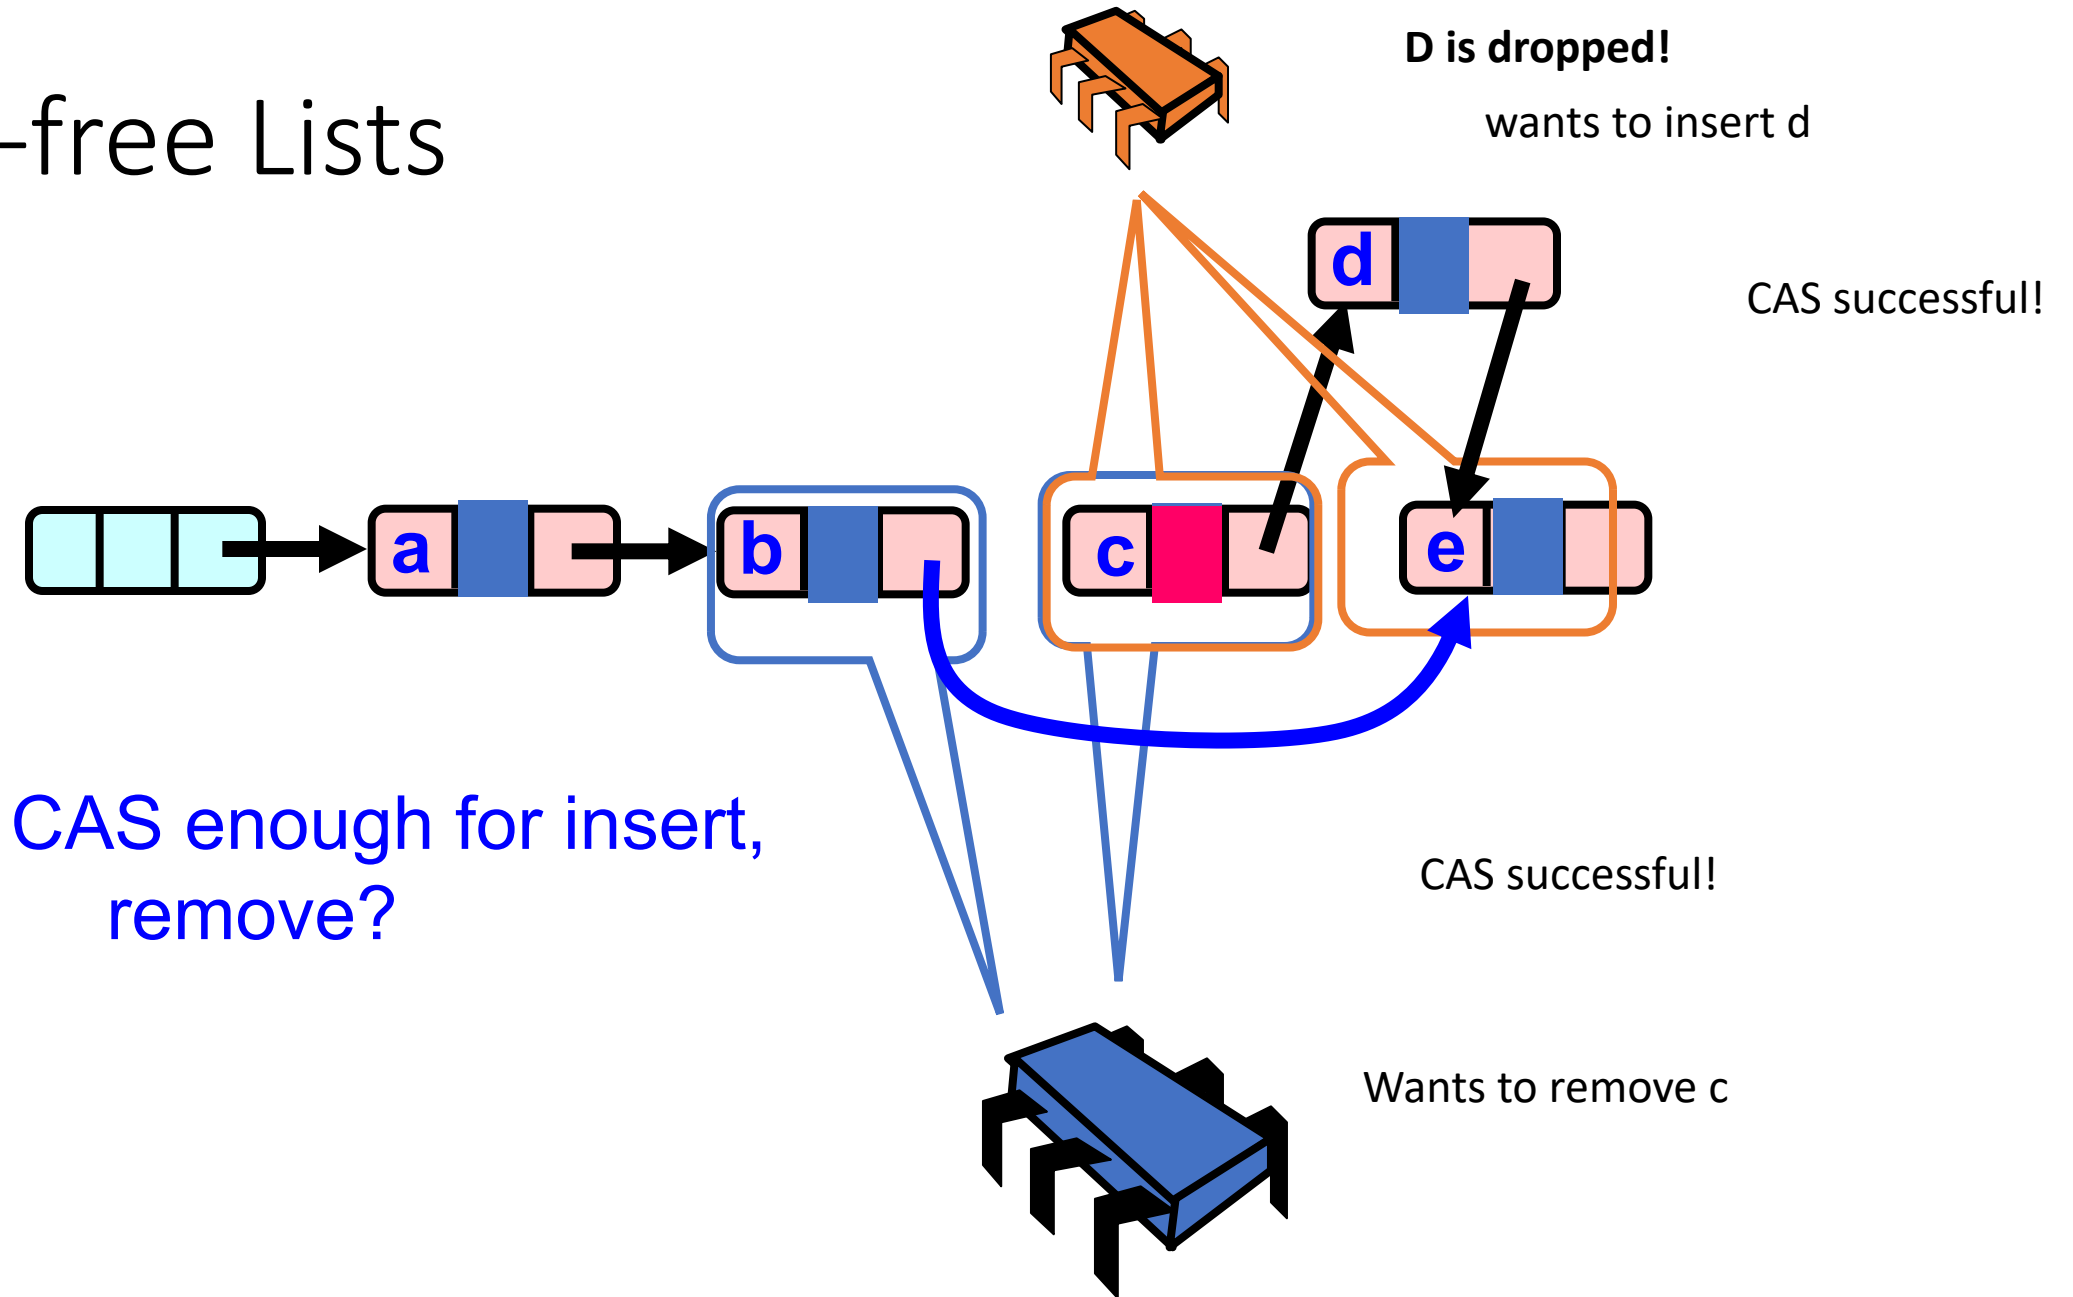 D is dropped!
wants to insert d
-free Lists
d
CAS successful!
a
b
c
e
CAS enough for insert,
remove?
CAS successful!
Wants to remove c